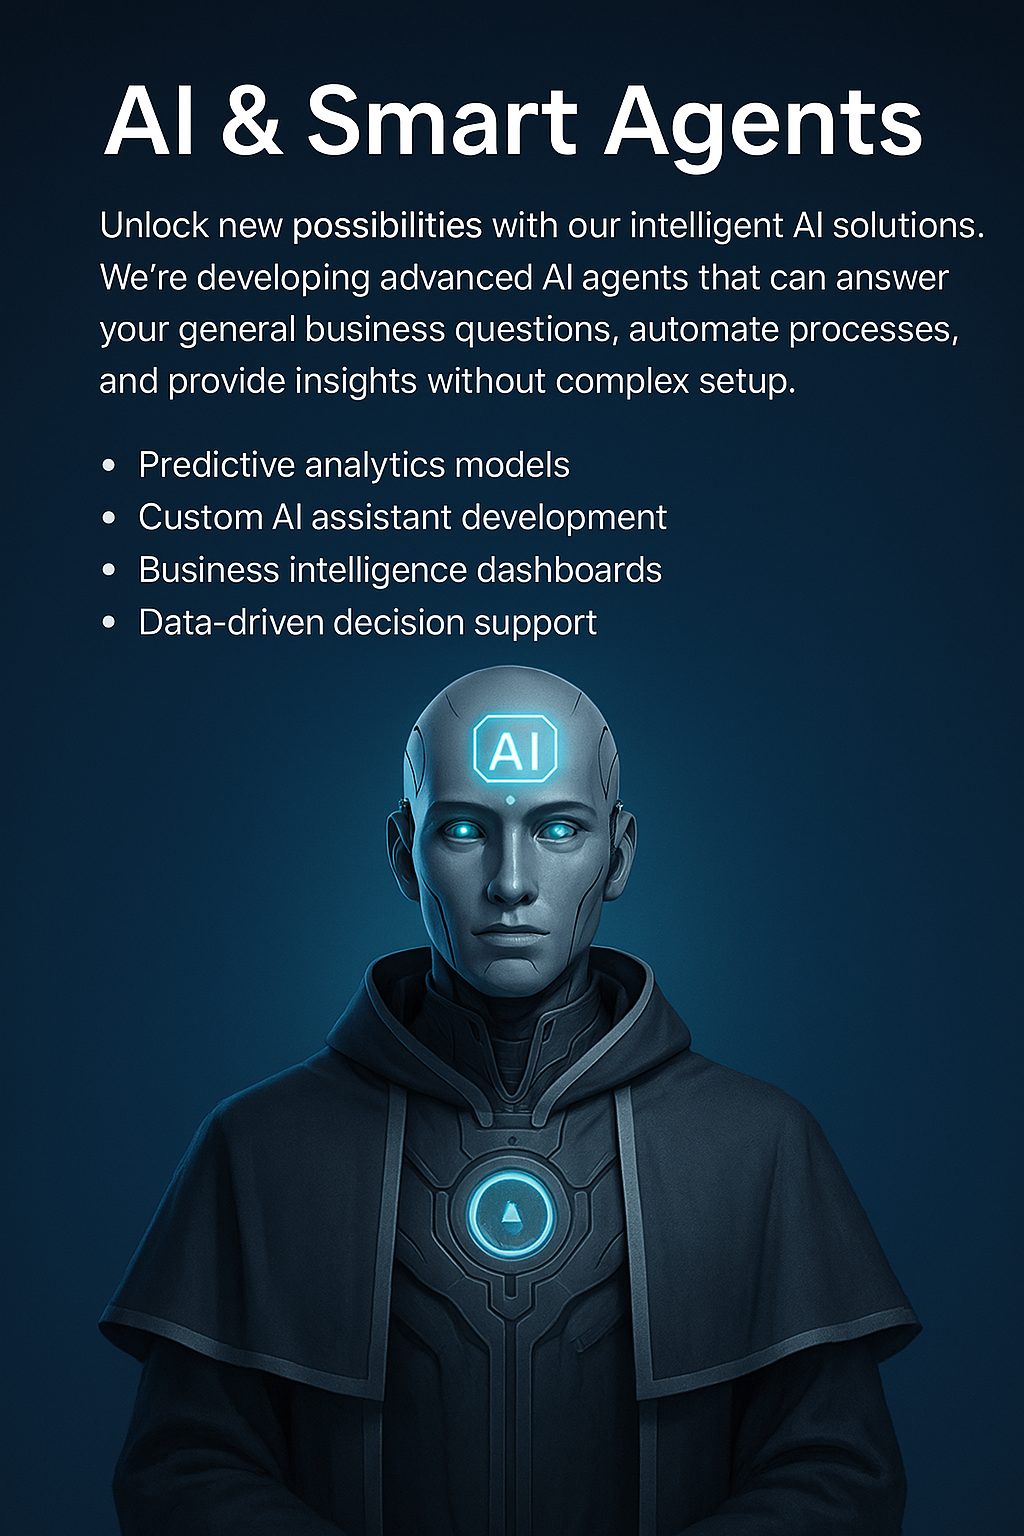 AI & Smart Agents
Unlock new possibilities with our intelligent AI solutions.
We’re developing advanced AI agents that can answer
your general business questions, automate processes,
and provide insights without complex setup.
• Predictive analytics models
• Custom AI assistant development
• Business intelligence dashboards
• Data-driven decision support
AI